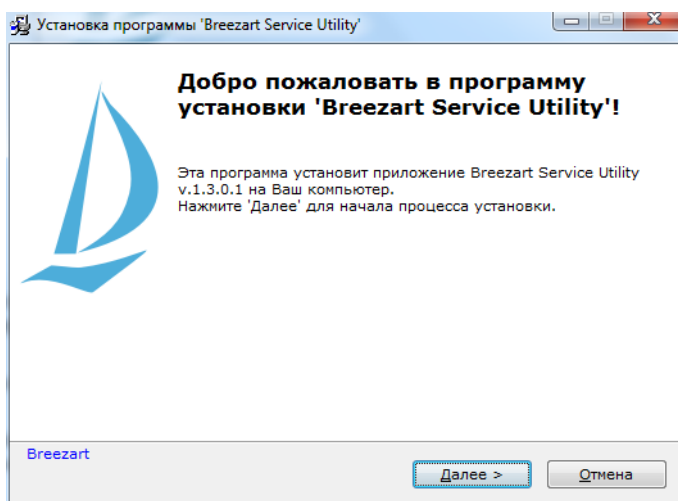 Установка программы 'Breezart Service Utility'
Добро пожаловать в программу
установки 'Breezart Service Utility'!
Эта программа установит приложение Breezart Service Utility
v.1.3.0.1 на Ваш компьютер.
Нажмите 'Далее' для начала процесса установки.
Breezart
Далее >
Отмена